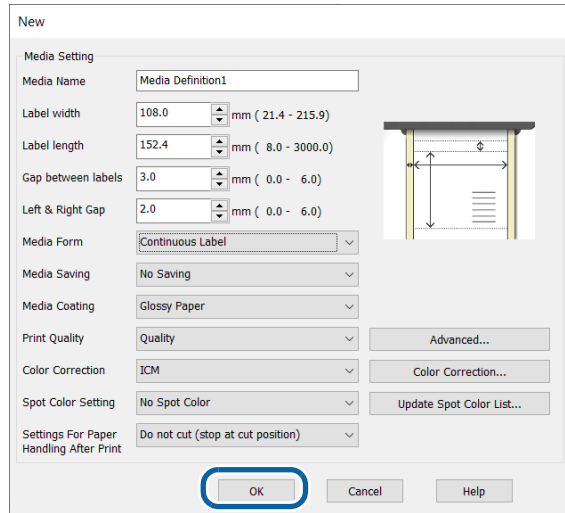 New
Media Setting
Media Name Media Definition1
Label width 108.0 mm ( 21.4 - 215.9)
Label length 152.4 mm ( 8.0 - 3000.0)
Gap between labels 3.0 mm ( 0.0 - 6.0)
Left & Right Gap 2.0 mm ( 0.0 - 6.0)
Media Form Continuous Label
Media Saving No Saving
Media Coating Glossy Paper
Print Quality Quality Advanced...
Color Correction ICM Color Correction...
Spot Color Setting No Spot Color Update Spot Color List...
Settings For Paper Do not cut (stop at cut position)
Handling After Print
OK Cancel Help